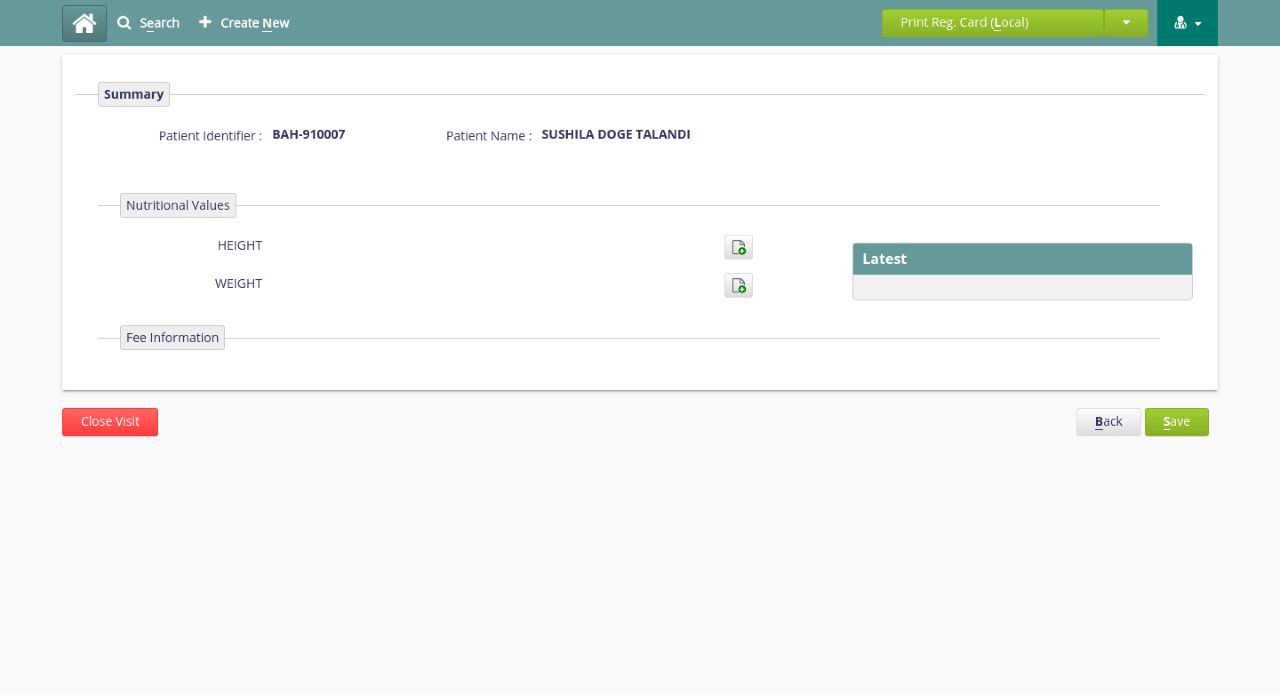 Search
Create New
Print Reg. Card (Local)
Summary
Patient Identifier : BAH-910007 Patient Name : SUSHILA DOGE TALANDI
Nutritional Values
HEIGHT
Latest
WEIGHT
Fee Information
Close Visit
Back
Save